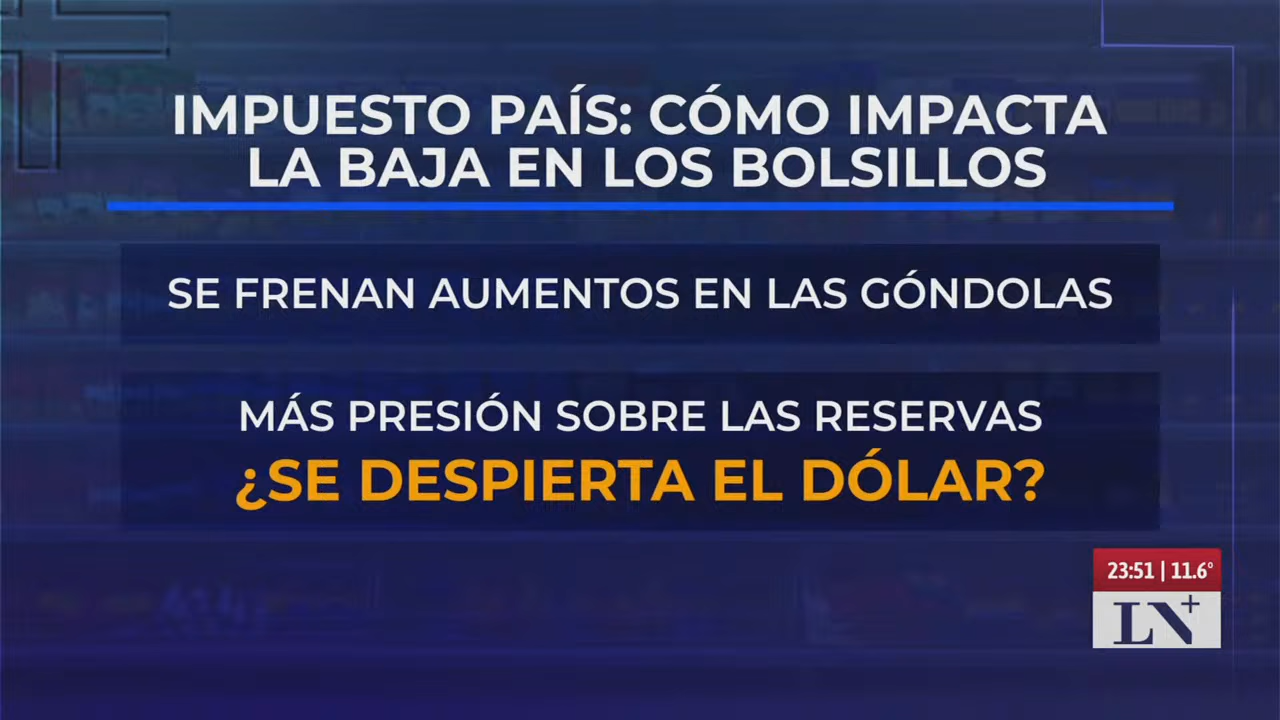 IMPUESTO PAÍS: CÓMO IMPACTA
LA BAJA EN LOS BOLSILLOS
SE FRENAN AUMENTOS EN LAS GÓNDOLAS
MÁS PRESIÓN SOBRE LAS RESERVAS
¿SE DESPIERTA EL DÓLAR?
23:51 | 11.6°
LN+